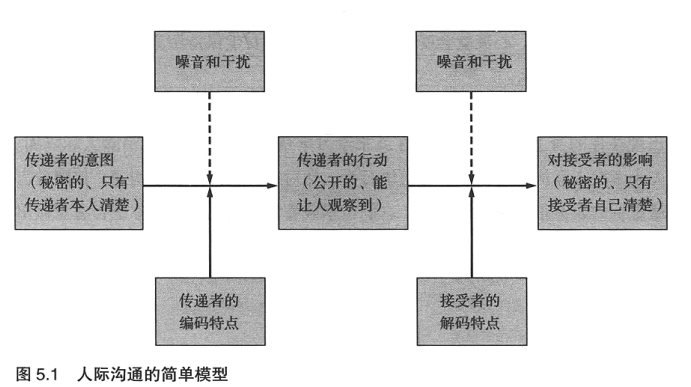 噪音和干扰
噪音和干扰
传递者的意图
（秘密的、只有
传递者本人清楚）
传递者的行动
（公开的、能
让人观察到）
对接受者的影响
（秘密的、只有
接受者自己清楚）
传递者的
编码特点
接受者的
解码特点
图 5.1　人际沟通的简单模型